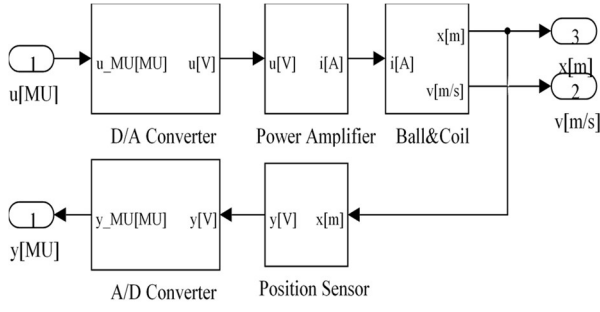 1
u[MU]
u_MU[MU] u[V]
D/A Converter
u[V] i[A]
Power Amplifier
i[A]
x[m]
v[m/s]
Ball&Coil
3
x[m]
2
v[m/s]
1
y[MU]
y_MU[MU] y[V]
A/D Converter
y[V] x[m]
Position Sensor